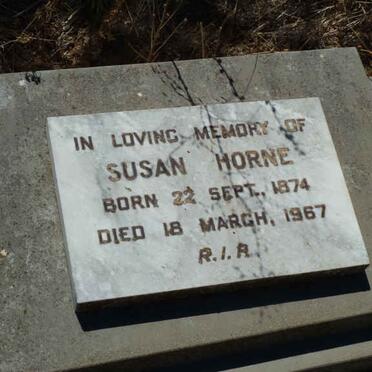 IN LOVING MEMORY OF
SUSAN HORNE
BORN 22 SEPT., 1874
DIED 18 MARCH, 1967
R.I.P.